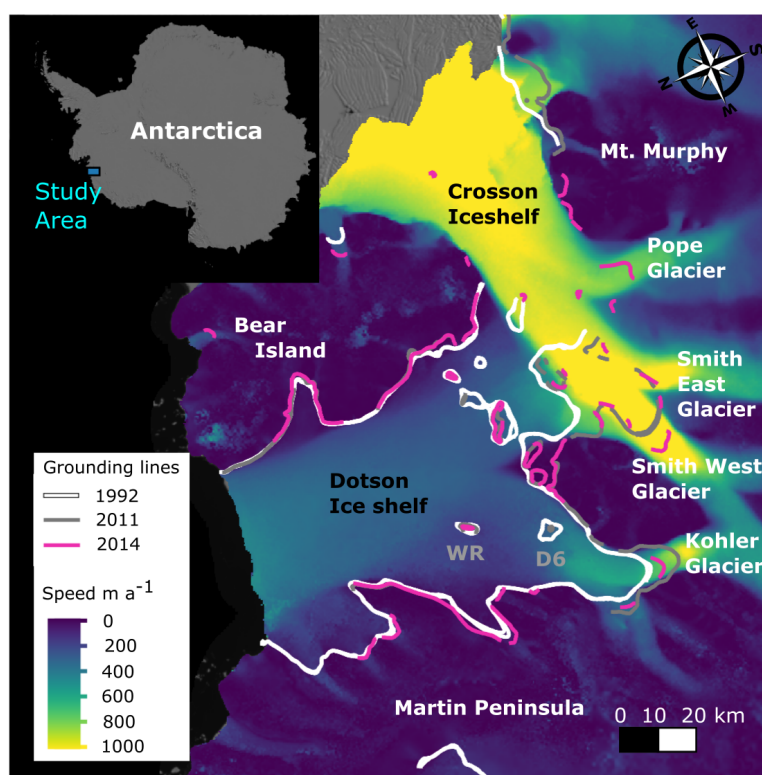 Antarctica
Study
Area
E
S
N
W
Mt. Murphy
Crosson
Iceshelf
Pope
Glacier
Bear
Island
Smith
East
Glacier
Smith West
Glacier
Dotson
Ice shelf
Kohler
Glacier
WR
D6
Grounding lines
1992
2011
2014
Speed m a-1
0
200
400
600
800
1000
Martin Peninsula
0 10 20 km